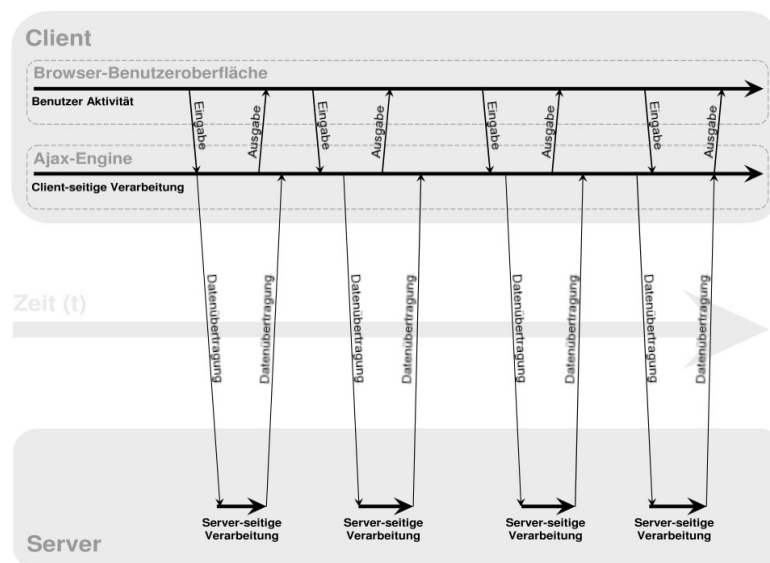 Client
Browser-Benutzeroberfläche
Benutzer Aktivität
Eingabe
Ausgabe
Eingabe
Ausgabe
Eingabe
Ausgabe
Eingabe
Ausgabe
Ajax-Engine
Client-seitige Verarbeitung
Datenübertragung
Datenübertragung
Datenübertragung
Datenübertragung
Datenübertragung
Datenübertragung
Datenübertragung
Datenübertragung
Zeit (t)
Server-seitige
Verarbeitung
Server-seitige
Verarbeitung
Server-seitige
Verarbeitung
Server-seitige
Verarbeitung
Server